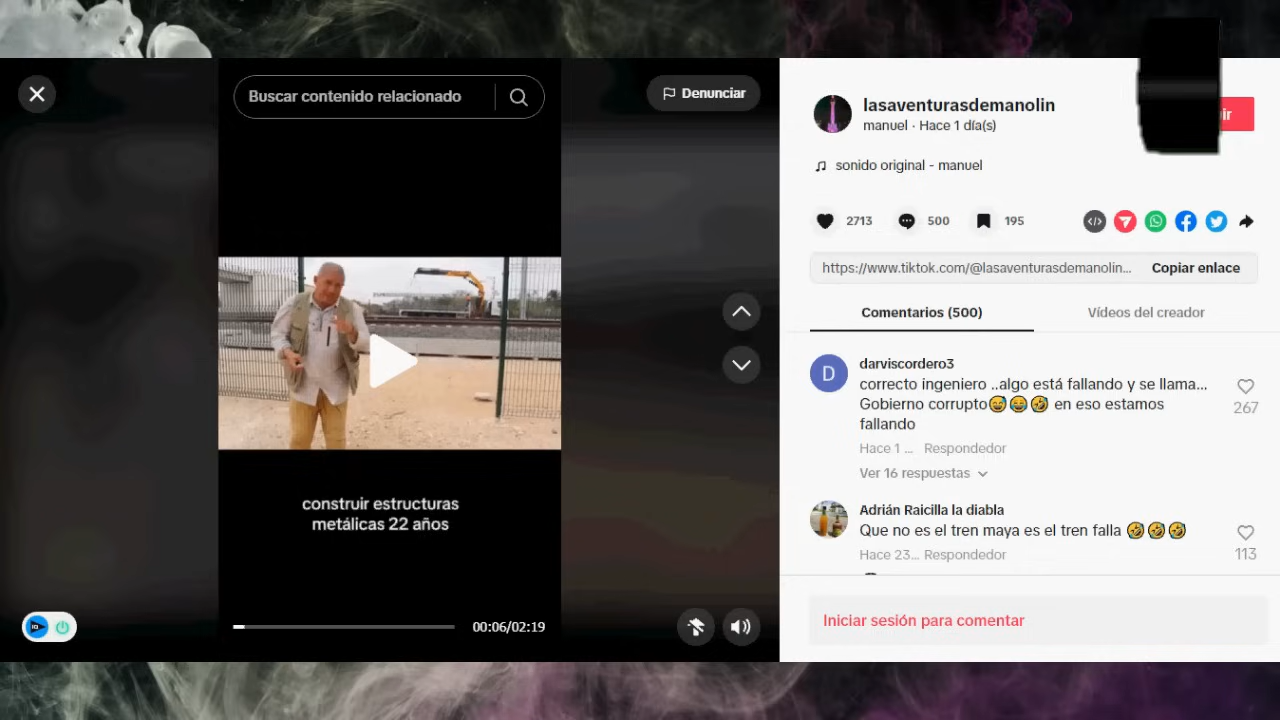 Buscar contenido relacionado
Denunciar
construir estructuras
metálicas 22 años
00:06/02:19
lasaventurasdemanolin
manuel · Hace 1 día(s)
ir
sonido original - manuel
2713
500
195
https://www.tiktok.com/@lasaventurasdemanolin...
Copiar enlace
Comentarios (500)
Vídeos del creador
D
darviscordero3
correcto ingeniero ..algo está fallando y se llama...
Gobierno corrupto😅😂🤣 en eso estamos
fallando
267
Hace 1 ... Respondedor
Ver 16 respuestas
Adrián Raicilla la diabla
Que no es el tren maya es el tren falla 🤣🤣🤣
113
Hace 23... Respondedor
Iniciar sesión para comentar